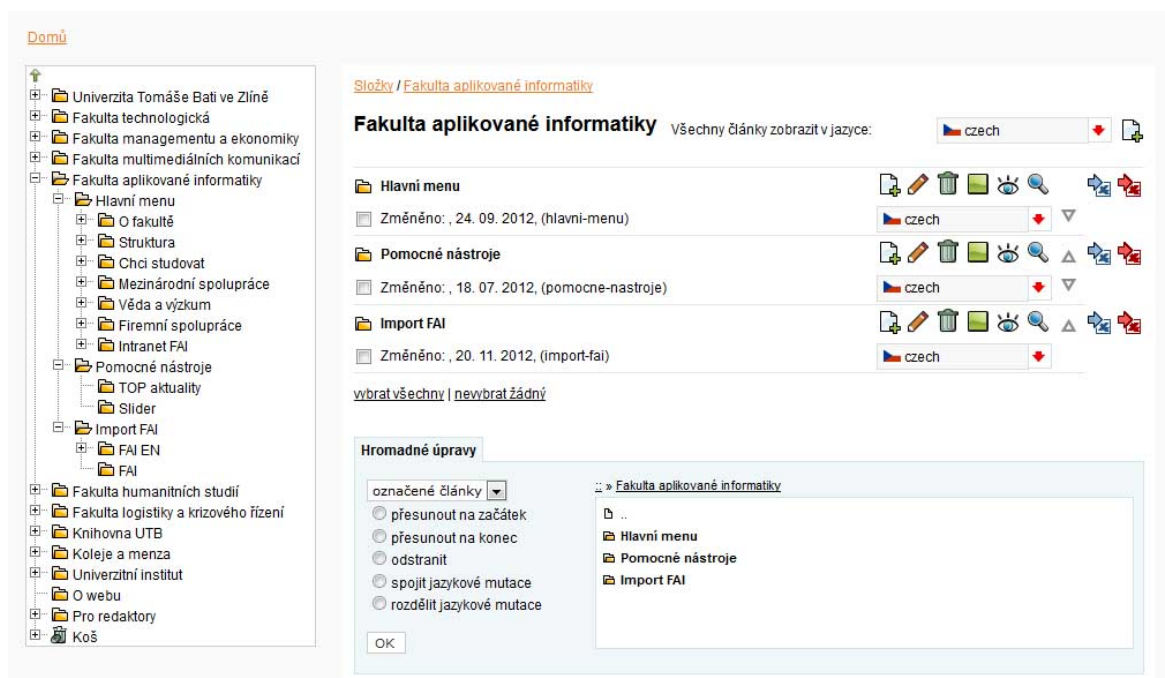 Domů
Univerzita Tomáše Bati ve Zlíně
Fakulta technologická
Fakulta managementu a ekonomiky
Fakulta multimediálních komunikací
Fakulta aplikované informatiky
Hlavní menu
O fakultě
Struktura
Chci studovat
Mezinárodní spolupráce
Věda a výzkum
Firemní spolupráce
Intranet FAI
Pomocné nástroje
TOP aktuality
Slider
Import FAI
FAI EN
FAI
Fakulta humanitních studií
Fakulta logistiky a krizového řízení
Knihovna UTB
Koleje a menza
Univerzitní institut
O webu
Pro redaktory
Koš
Složky / Fakulta aplikované informatiky
Fakulta aplikované informatiky Všechny články zobrazit v jazyce: czech
Hlavní menu
Změněno: , 24. 09. 2012, (hlavni-menu) czech
Pomocné nástroje
Změněno: , 18. 07. 2012, (pomocne-nastroje) czech
Import FAI
Změněno: , 20. 11. 2012, (import-fai) czech
vybrat všechny | nevybrat žádný
Hromadné úpravy
označené články
přesunout na začátek
přesunout na konec
odstranit
spojit jazykové mutace
rozdělit jazykové mutace
OK
:: » Fakulta aplikované informatiky
..
Hlavní menu
Pomocné nástroje
Import FAI